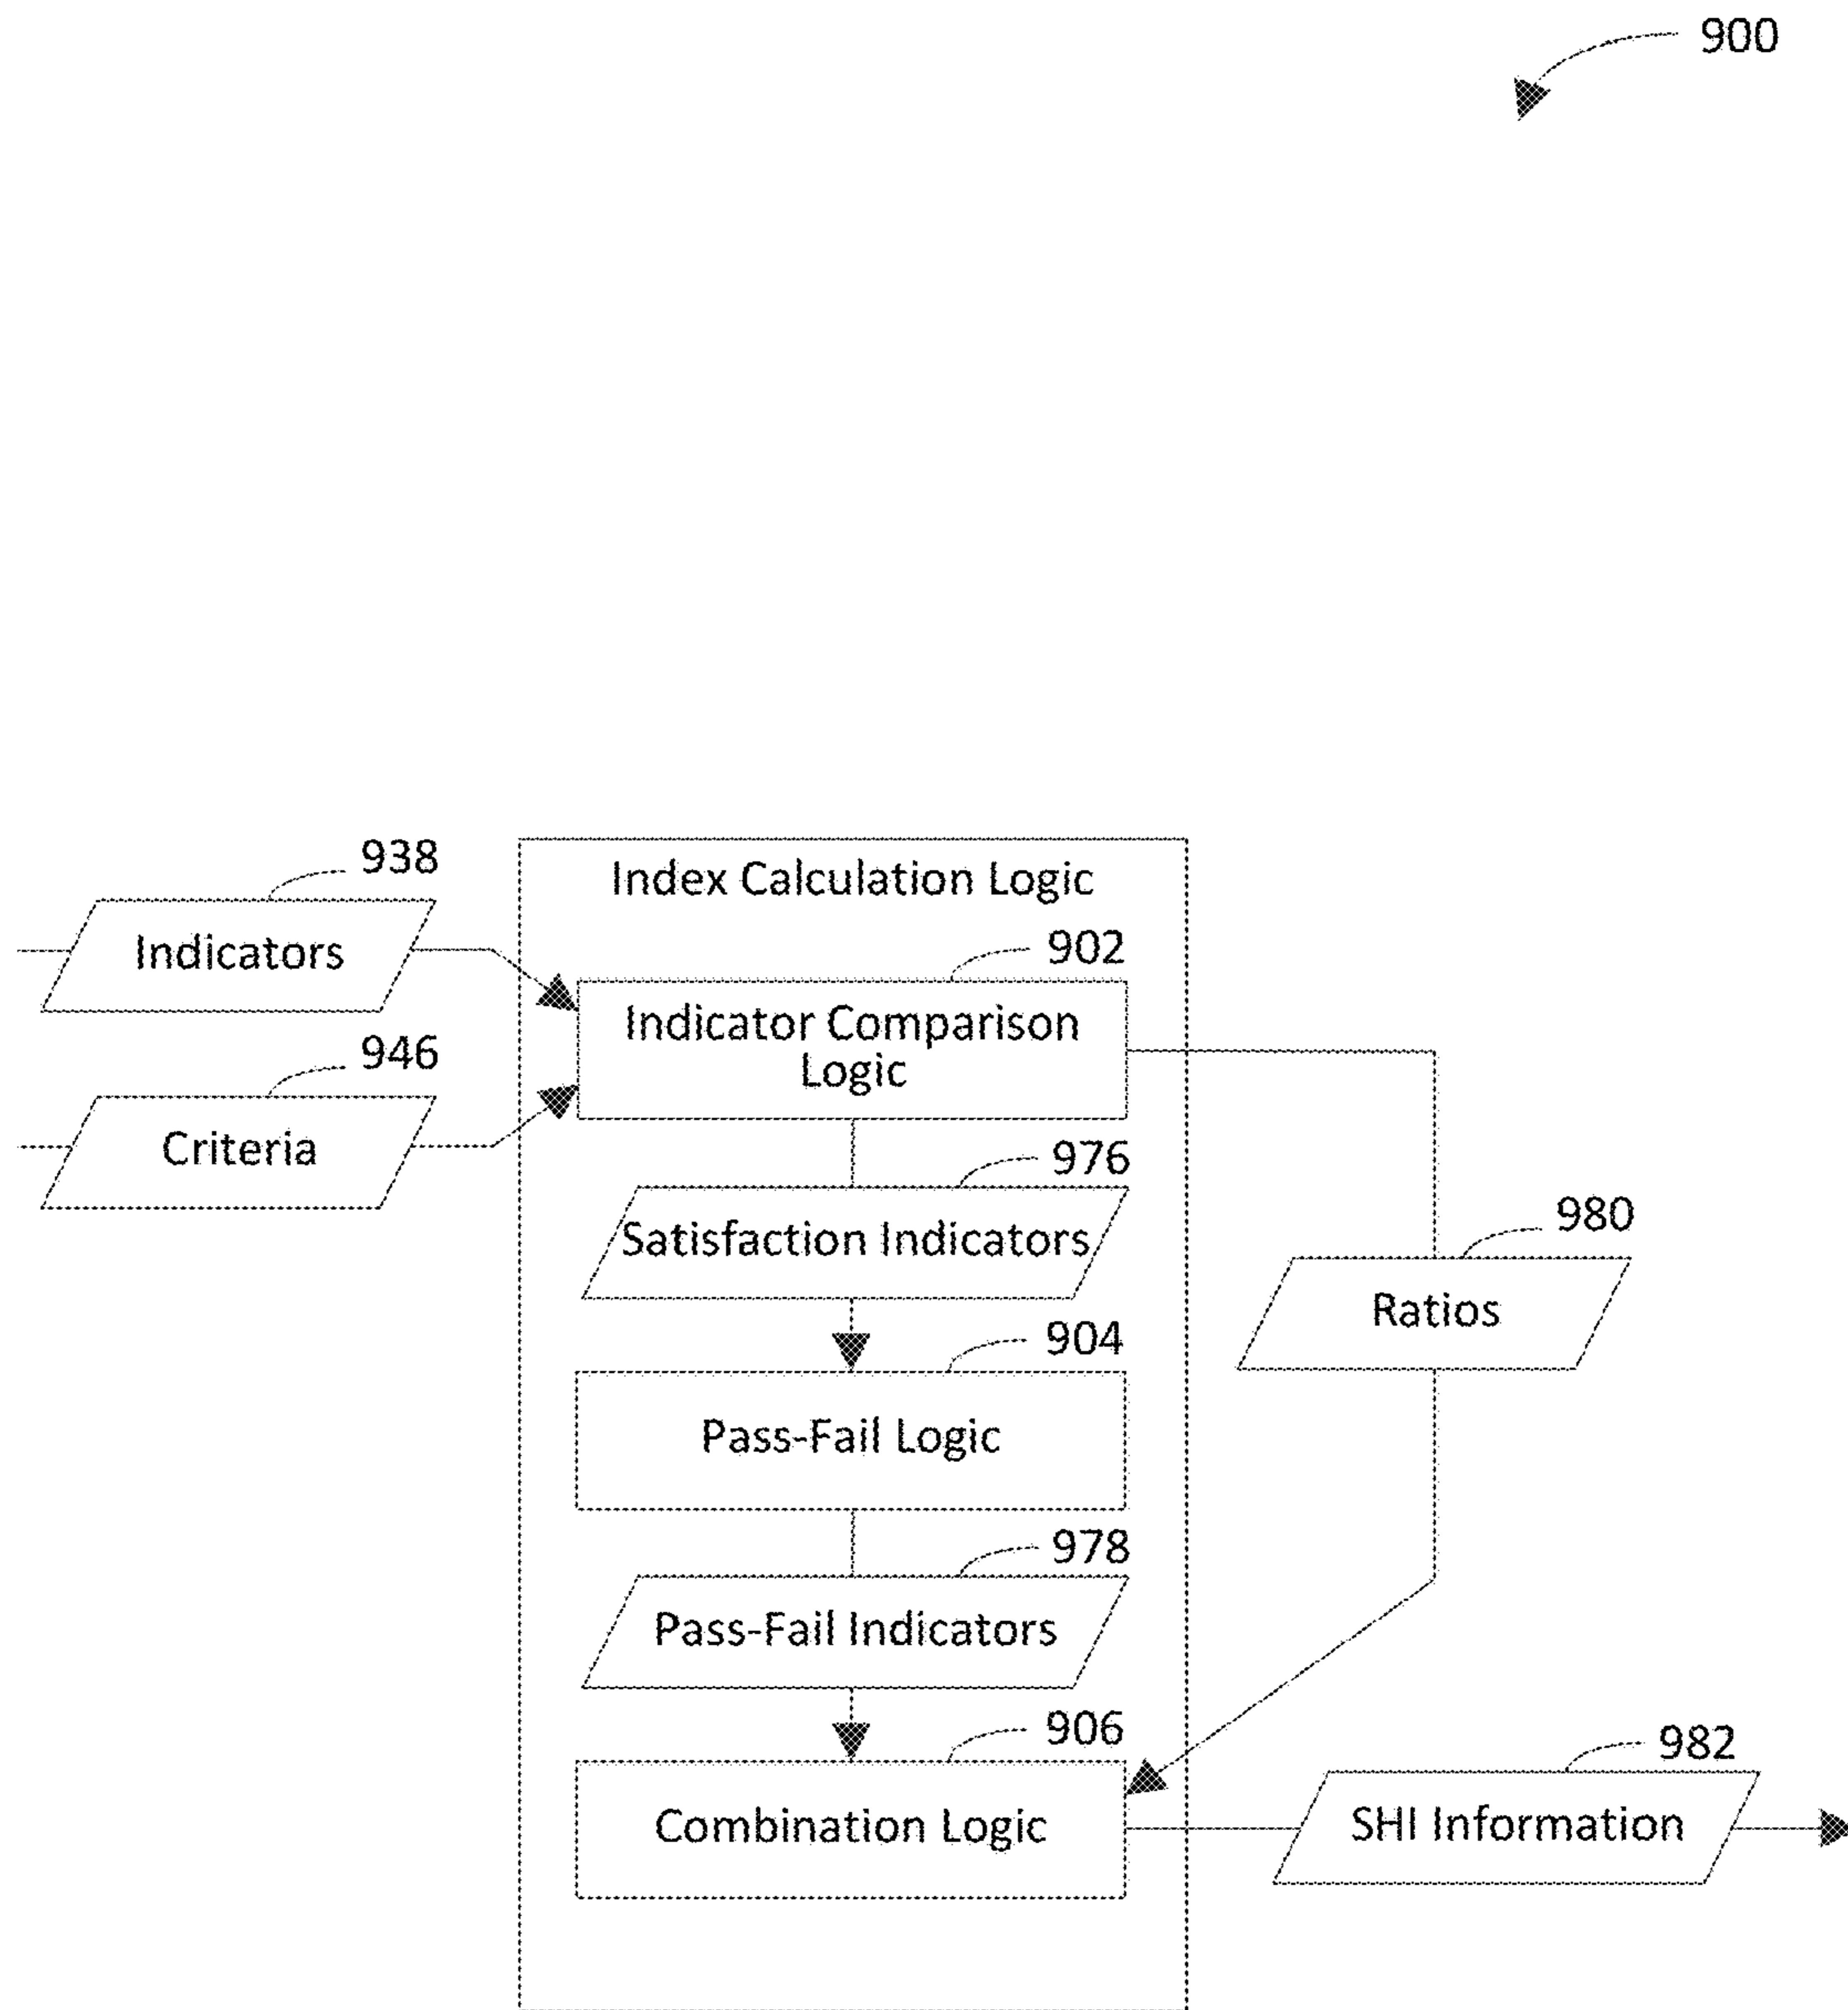 900
938
Index Calculation Logic
Indicators
902
Indicator Comparison
Logic
946
Criteria
976
Satisfaction Indicators
980
Ratios
904
Pass-Fail Logic
978
Pass-Fail Indicators
906
Combination Logic
982
SHI Information